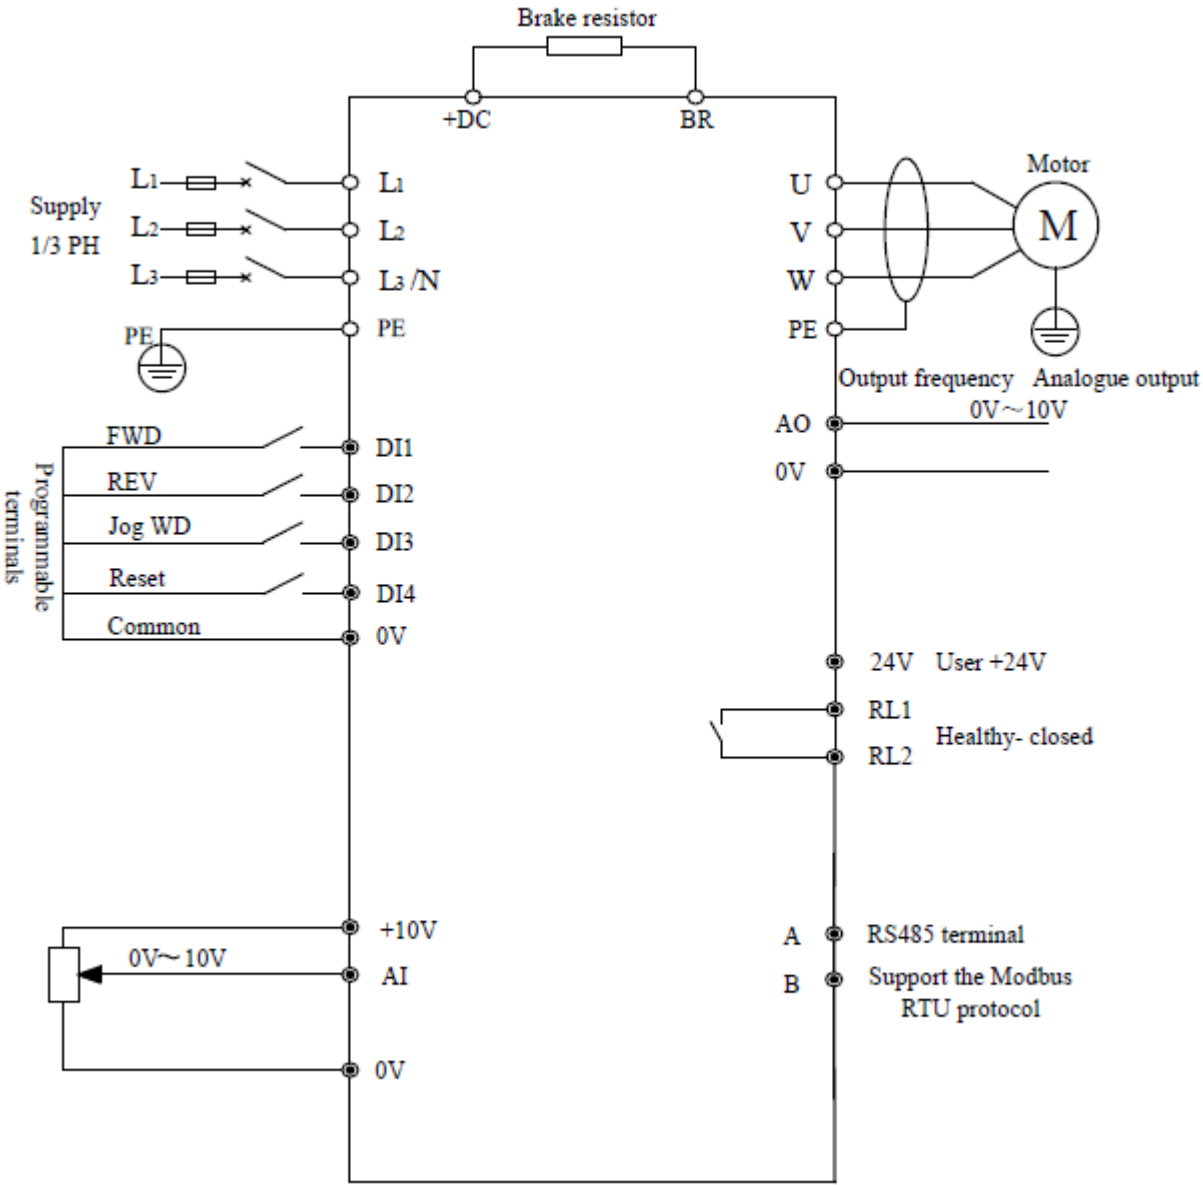 Brake resistor
+DC
BR
L1
L1
U
Motor
Supply
1/3 PH
L2
L2
V
M
L3
L3 /N
W
PE
PE
PE
Output frequency Analogue output
0V～10V
AO
0V
Programmable
terminals
FWD
DI1
REV
DI2
Jog WD
DI3
Reset
DI4
Common
0V
24V User +24V
RL1
Healthy- closed
RL2
+10V
0V～10V
AI
0V
A
RS485 terminal
B
Support the Modbus
RTU protocol